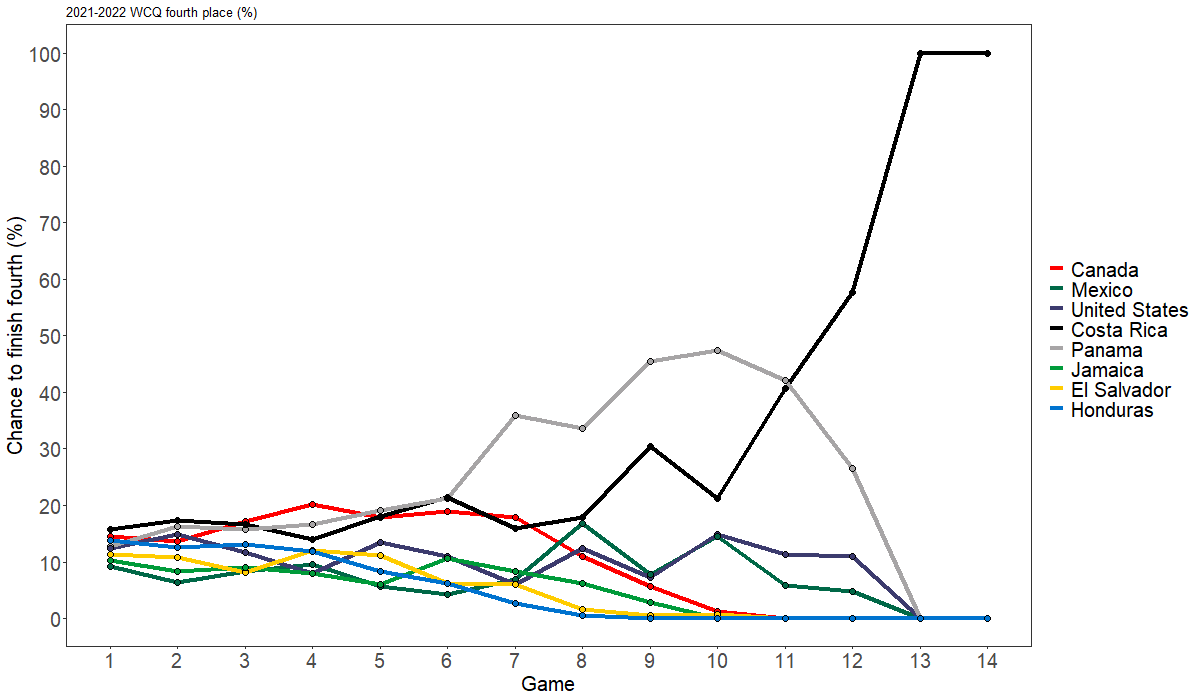 2021-2022 WCQ fourth place (%)
Chance to finish fourth (%)
100
90
80
70
60
50
40
30
20
10
0
1 2 3 4 5 6 7 8 9 10 11 12 13 14
Game
Canada
Mexico
United States
Costa Rica
Panama
Jamaica
El Salvador
Honduras